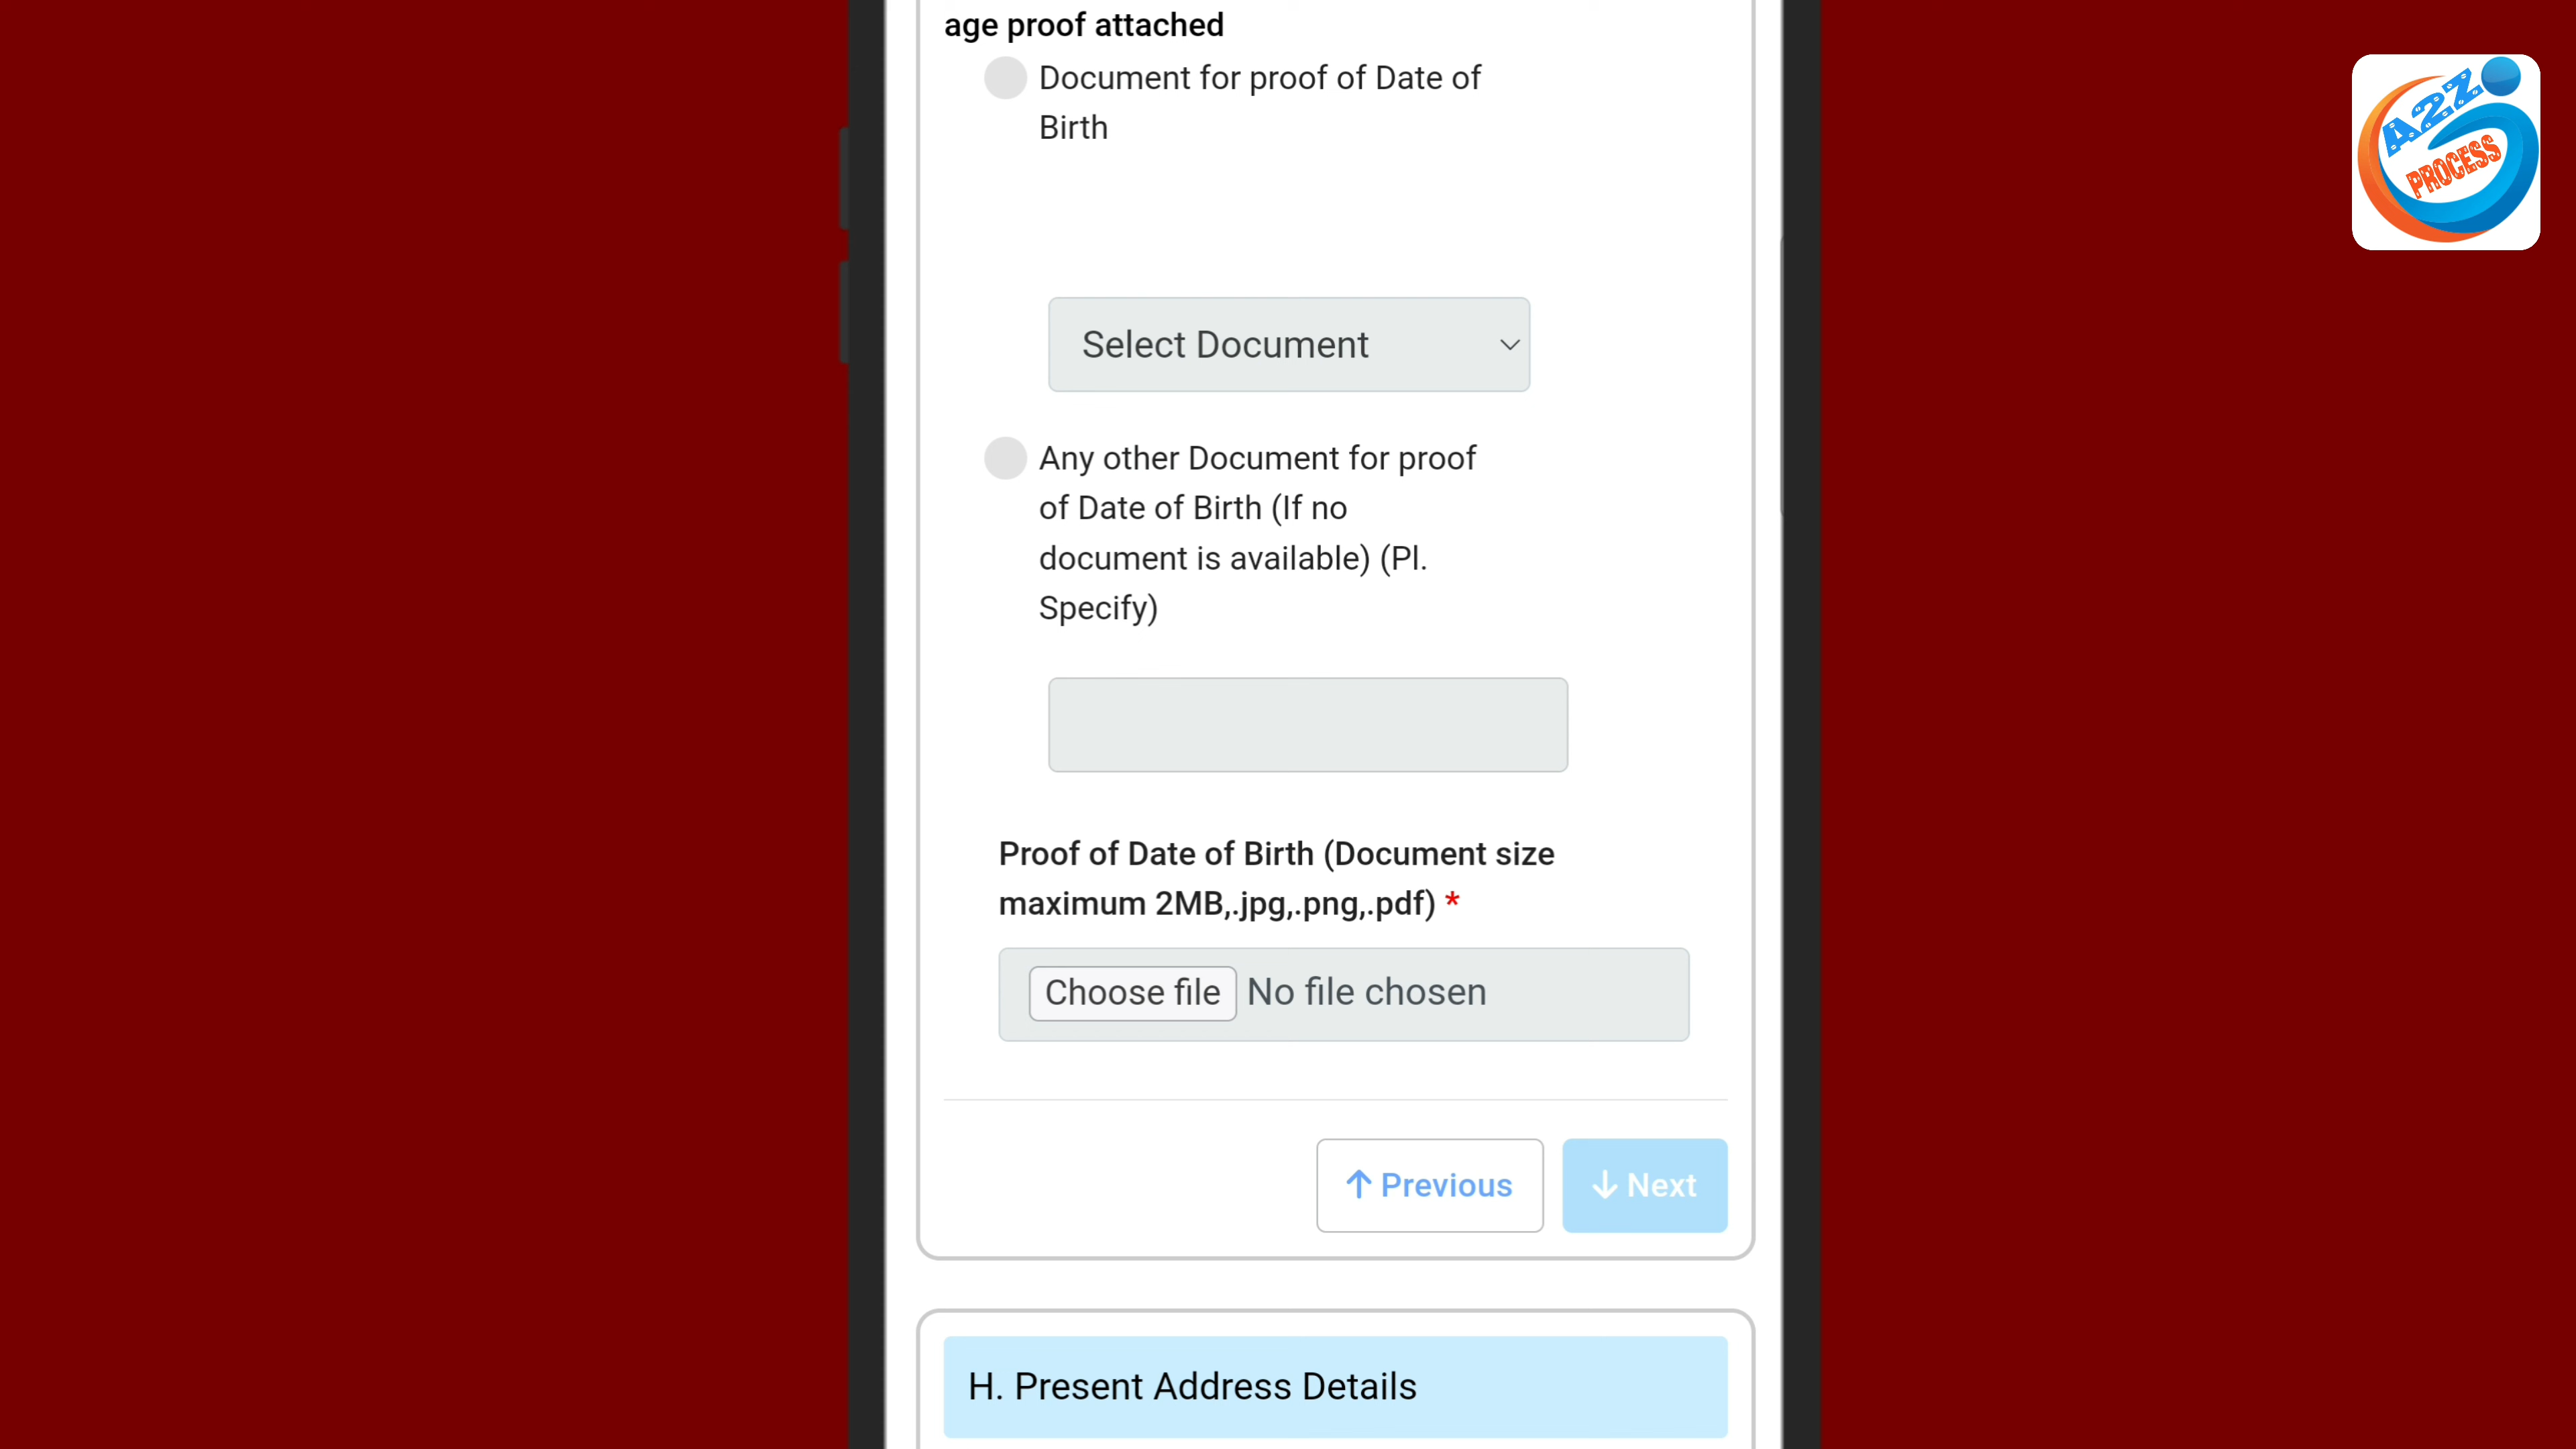 age proof attached
Document for proof of Date of
Birth
Select Document
Any other Document for proof
of Date of Birth (If no
document is available) (Pl.
Specify)
Proof of Date of Birth (Document size
maximum 2MB,.jpg,.png,.pdf) *
Choose file No file chosen
Previous
Next
H. Present Address Details
A2Z
PROCESS